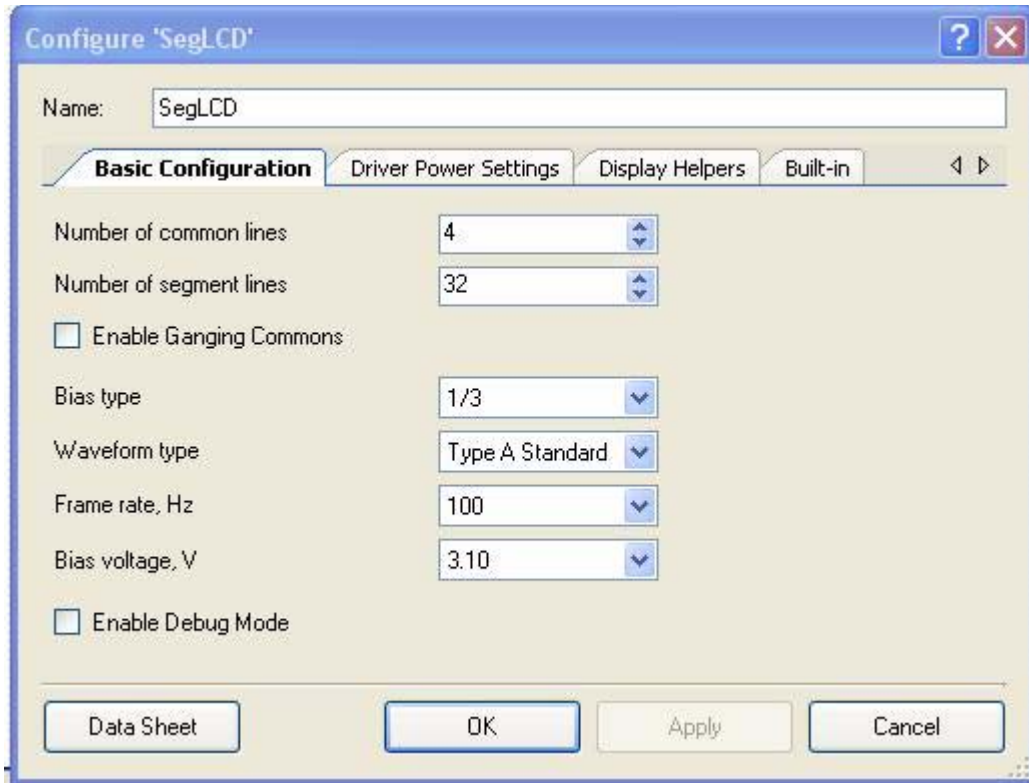 Configure 'SegLCD'
Name: SegLCD
Basic Configuration Driver Power Settings Display Helpers Built-in
Number of common lines 4
Number of segment lines 32
Enable Ganging Commons
Bias type 1/3
Waveform type Type A Standard
Frame rate, Hz 100
Bias voltage, V 3.10
Enable Debug Mode
Data Sheet OK Apply Cancel